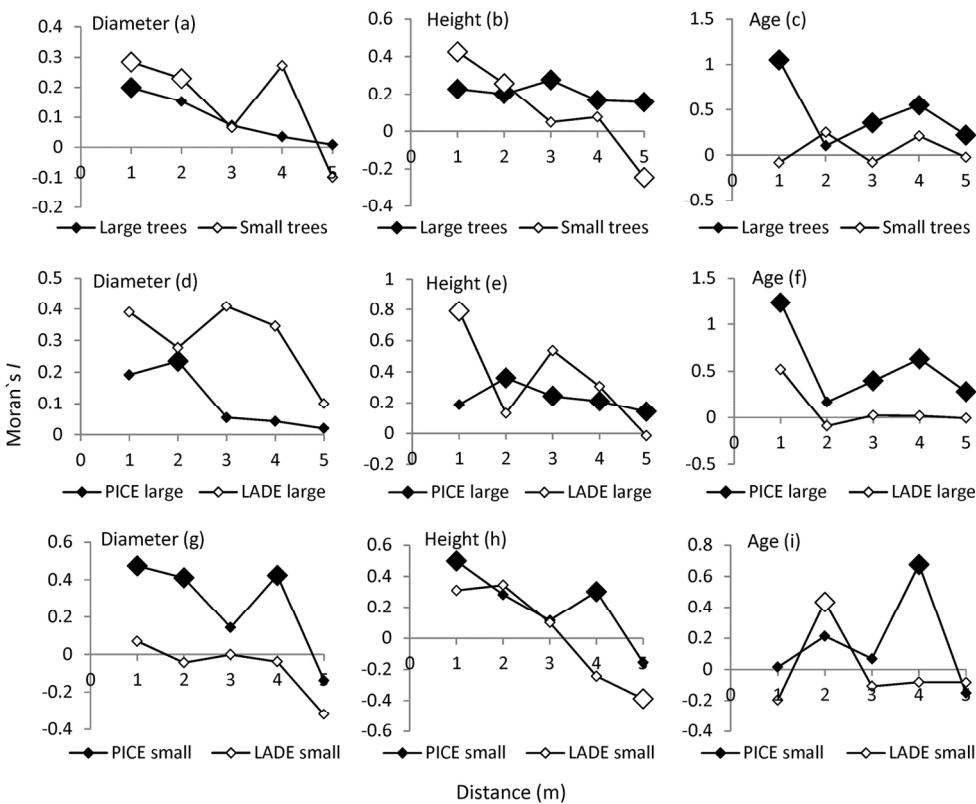 Diameter (a)
0.4
0.3
0.2
0.1
0
-0.1
-0.2
0 1 2 3 4 5
Large trees Small trees
Height (b)
0.6
0.4
0.2
0
-0.2
-0.4
0 1 2 3 4 5
Large trees Small trees
Age (c)
1.5
1
0.5
0
-0.5
0 1 2 3 4 5
Large trees Small trees
Moran`s I
Diameter (d)
0.5
0.4
0.3
0.2
0.1
0
0 1 2 3 4 5
PICE large LADE large
Height (e)
1
0.8
0.6
0.4
0.2
0
-0.2
0 1 2 3 4 5
PICE large LADE large
Age (f)
1.5
1
0.5
0
-0.5
0 1 2 3 4 5
PICE large LADE large
Diameter (g)
0.6
0.4
0.2
0
-0.2
-0.4
0 1 2 3 4 5
PICE small LADE small
Height (h)
0.6
0.4
0.2
0
-0.2
-0.4
-0.6
0 1 2 3 4 5
PICE small LADE small
Age (i)
0.8
0.6
0.4
0.2
0
-0.2
-0.4
0 1 2 3 4 5
PICE small LADE small
Distance (m)